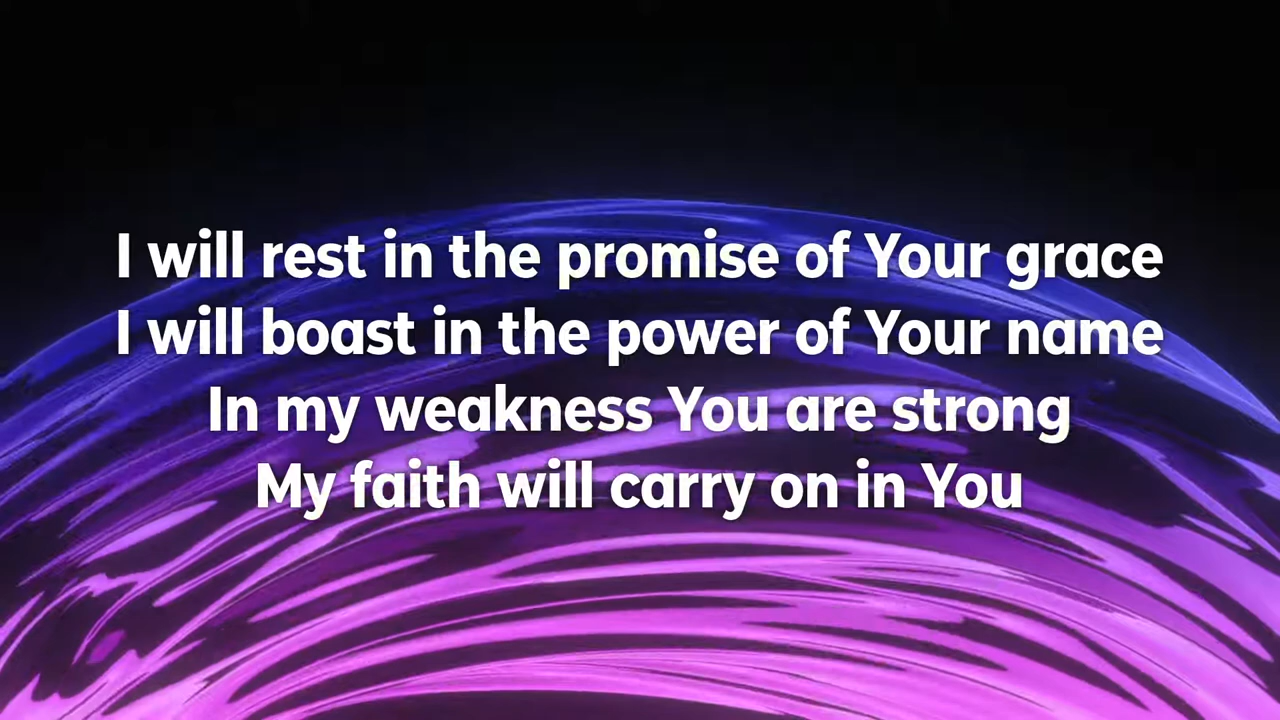 I will rest in the promise of Your grace
I will boast in the power of Your name
In my weakness You are strong
My faith will carry on in You